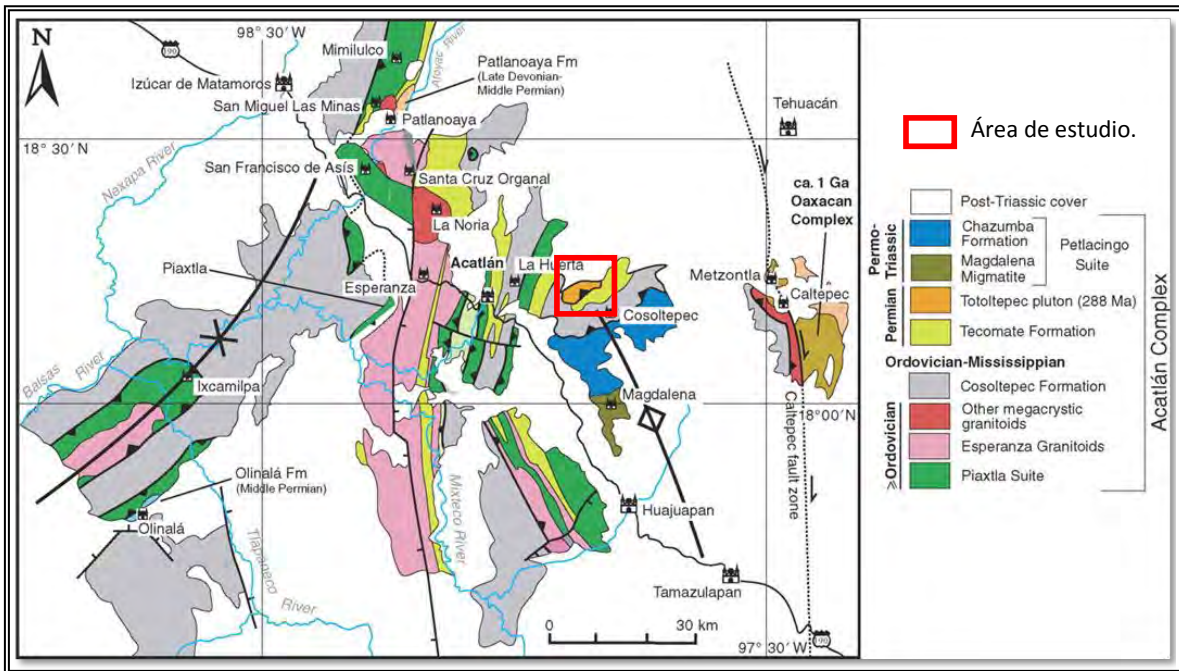 N
98° 30´ W
190
Mimilulco
Atoyac River
Izúcar de Matamoros
Patlanoaya Fm
(Late Devonian-
Middle Permian)
San Miguel Las Minas
Patlanoaya
Tehuacán
18° 30´ N
Nexapa River
San Francisco de Asís
Santa Cruz Organal
ca. 1 Ga
Oaxacan
Complex
La Noria
Piaxtla
Acatlán
La Huerta
Metzontla
Esperanza
Caltepec
Cosoltepec
Balsas River
Ixcamilpa
Magdalena
18° 00´ N
Caltepec fault zone
Olinalá Fm
(Middle Permian)
Mixteco River
Huajuapan
Olinalá
Tlapaneco River
Tamazulapan
0 30 km
97° 30´ W
190
Área de estudio.
Post-Triassic cover
Permo-
Triassic
Chazumba
Formation
Magdalena
Migmatite
Petlacingo
Suite
Permian
Totoltepec pluton (288 Ma)
Tecomate Formation
Ordovician-Mississippian
Cosoltepec Formation
≥Ordovician
Other megacrystic
granitoids
Esperanza Granitoids
Piaxtla Suite
Acatlán Complex